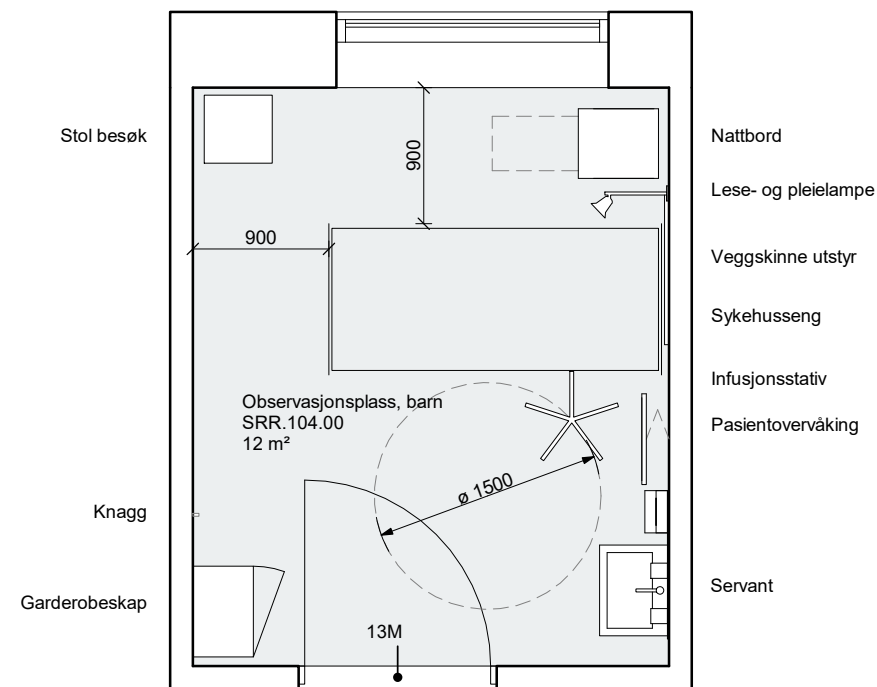 Stol besøk
Nattbord
900
Lese- og pleielampe
900
Veggskinne utstyr
Sykehusseng
Infusjonsstativ
Observasjonsplass, barn
SRR.104.00
12 m²
Pasientovervåking
ø 1500
Knagg
Servant
Garderobeskap
13M